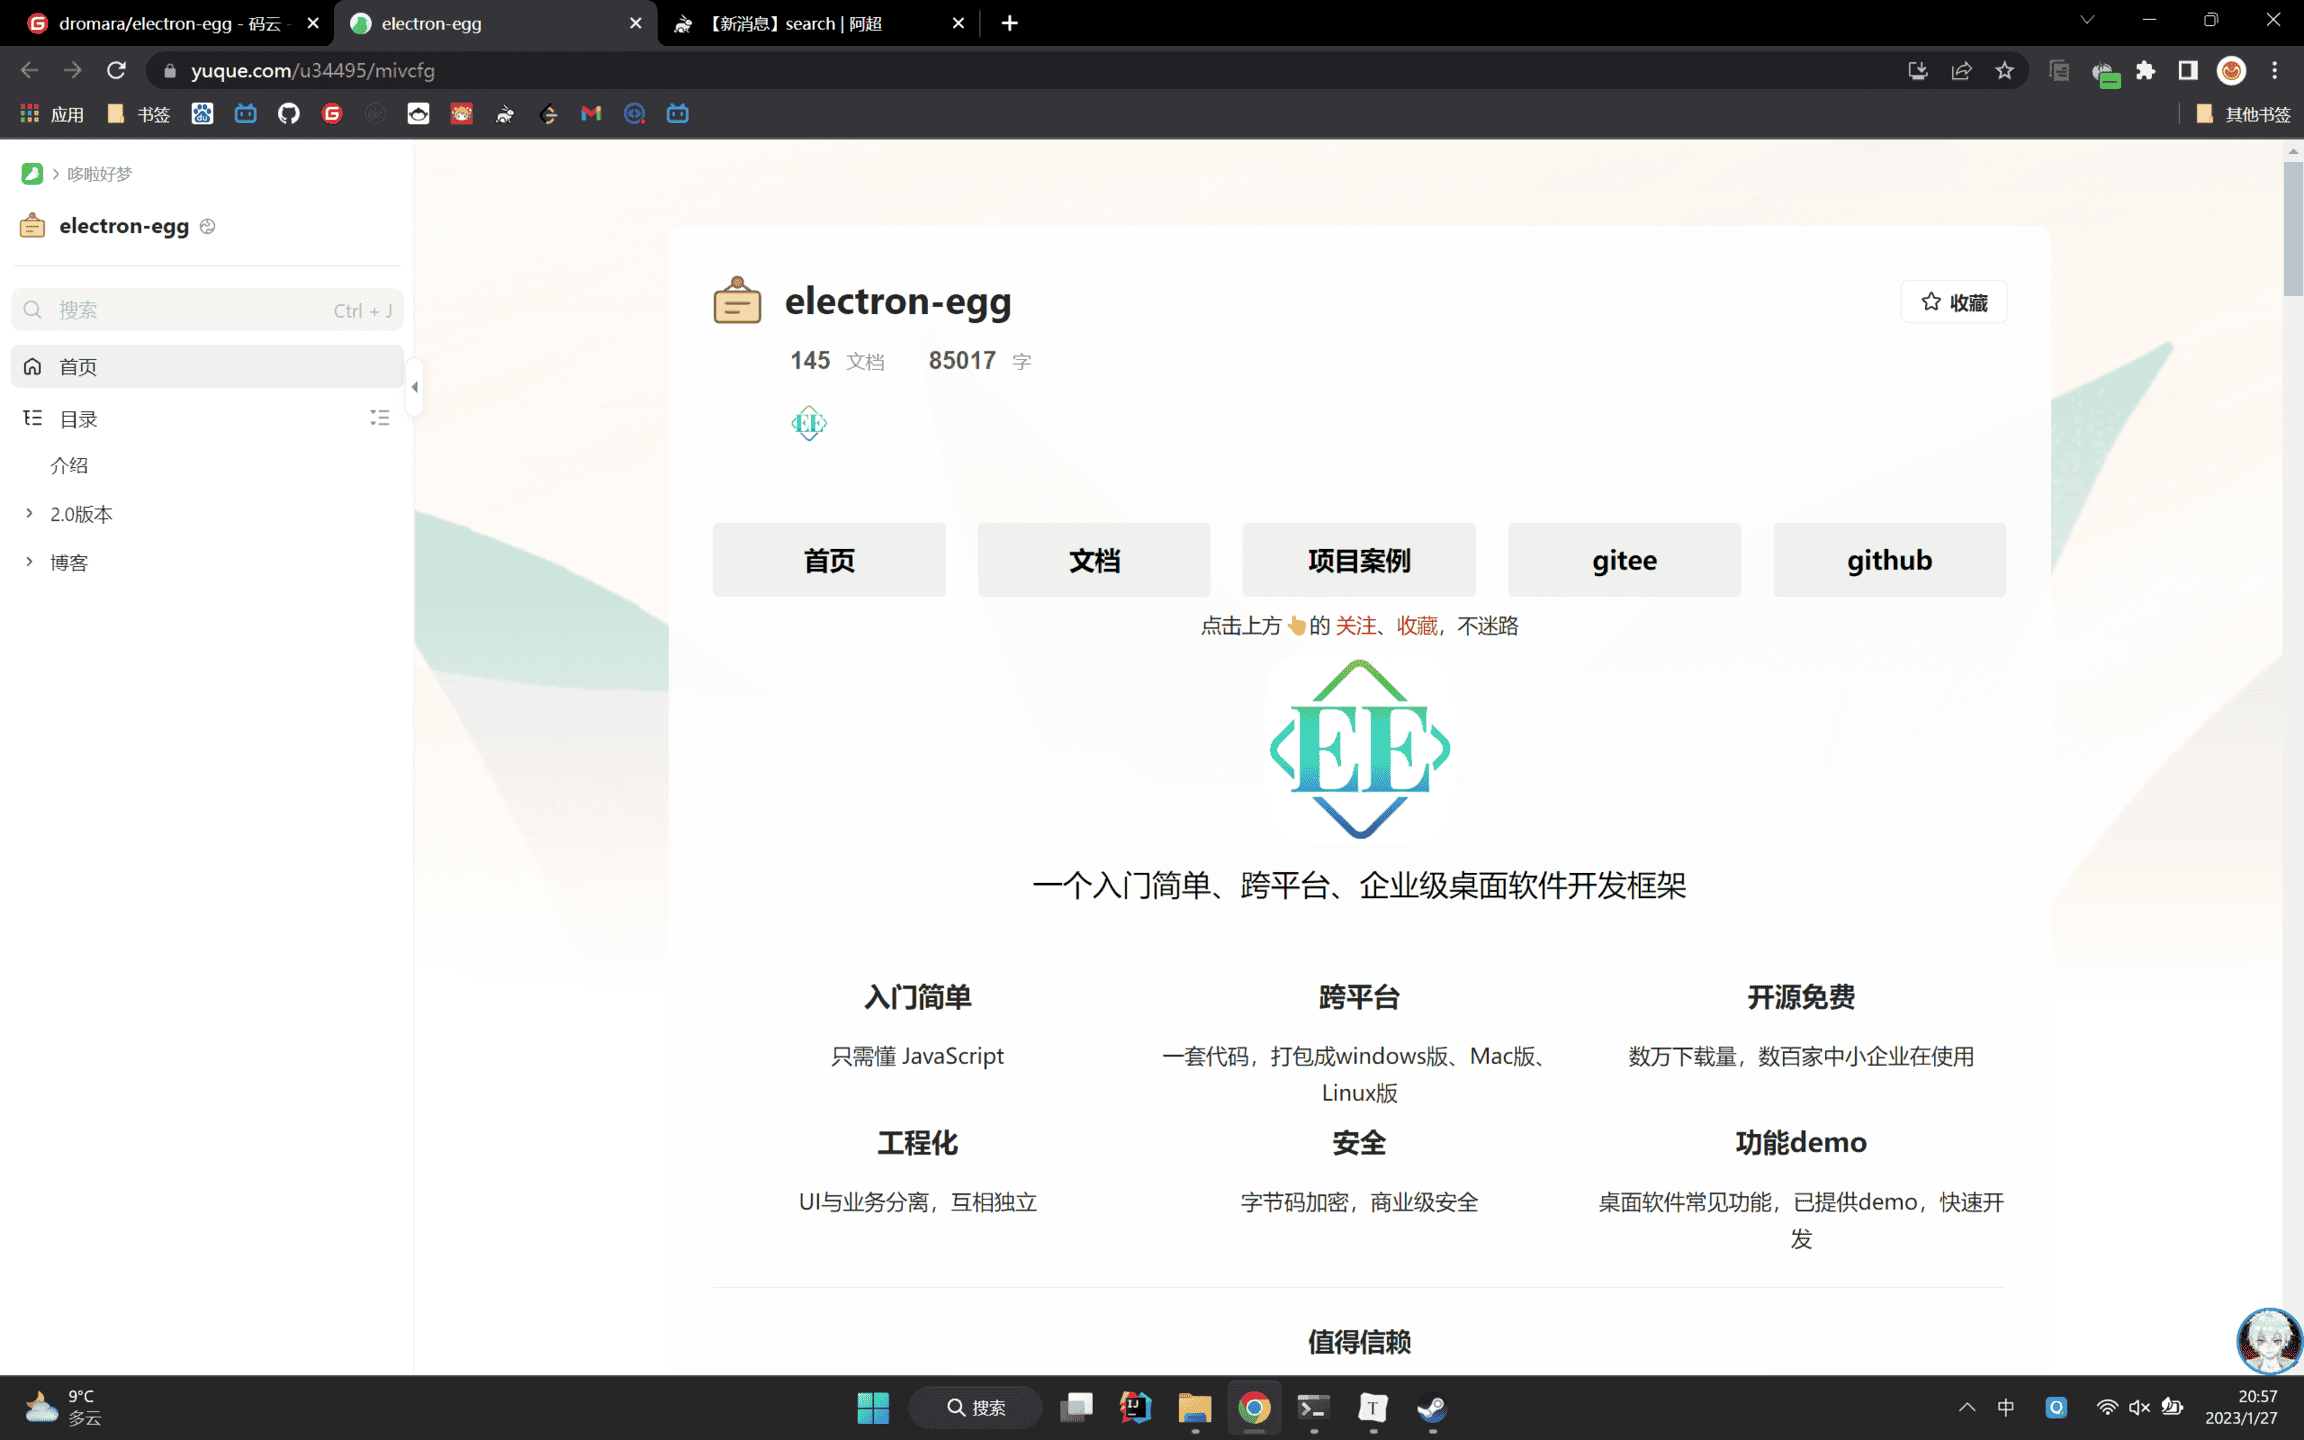 dromara/electron-egg - 码云 -
electron-egg
【新消息】search | 阿超
yuque.com/u34495/mivcfg
应用
书签
其他书签
哆啦好梦
electron-egg
搜索 Ctrl + J
首页
目录
介绍
2.0版本
博客
electron-egg
收藏
145 文档 85017 字
EE
首页 文档 项目案例 gitee github
点击上方👆的 关注、收藏，不迷路
EE
一个入门简单、跨平台、企业级桌面软件开发框架
入门简单 跨平台 开源免费
只需懂 JavaScript 一套代码，打包成windows版、Mac版、 数万下载量，数百家中小企业在使用
Linux版
工程化 安全 功能demo
UI与业务分离，互相独立 字节码加密，商业级安全 桌面软件常见功能，已提供demo，快速开
发
值得信赖
9°C
多云
搜索
中
20:57
2023/1/27